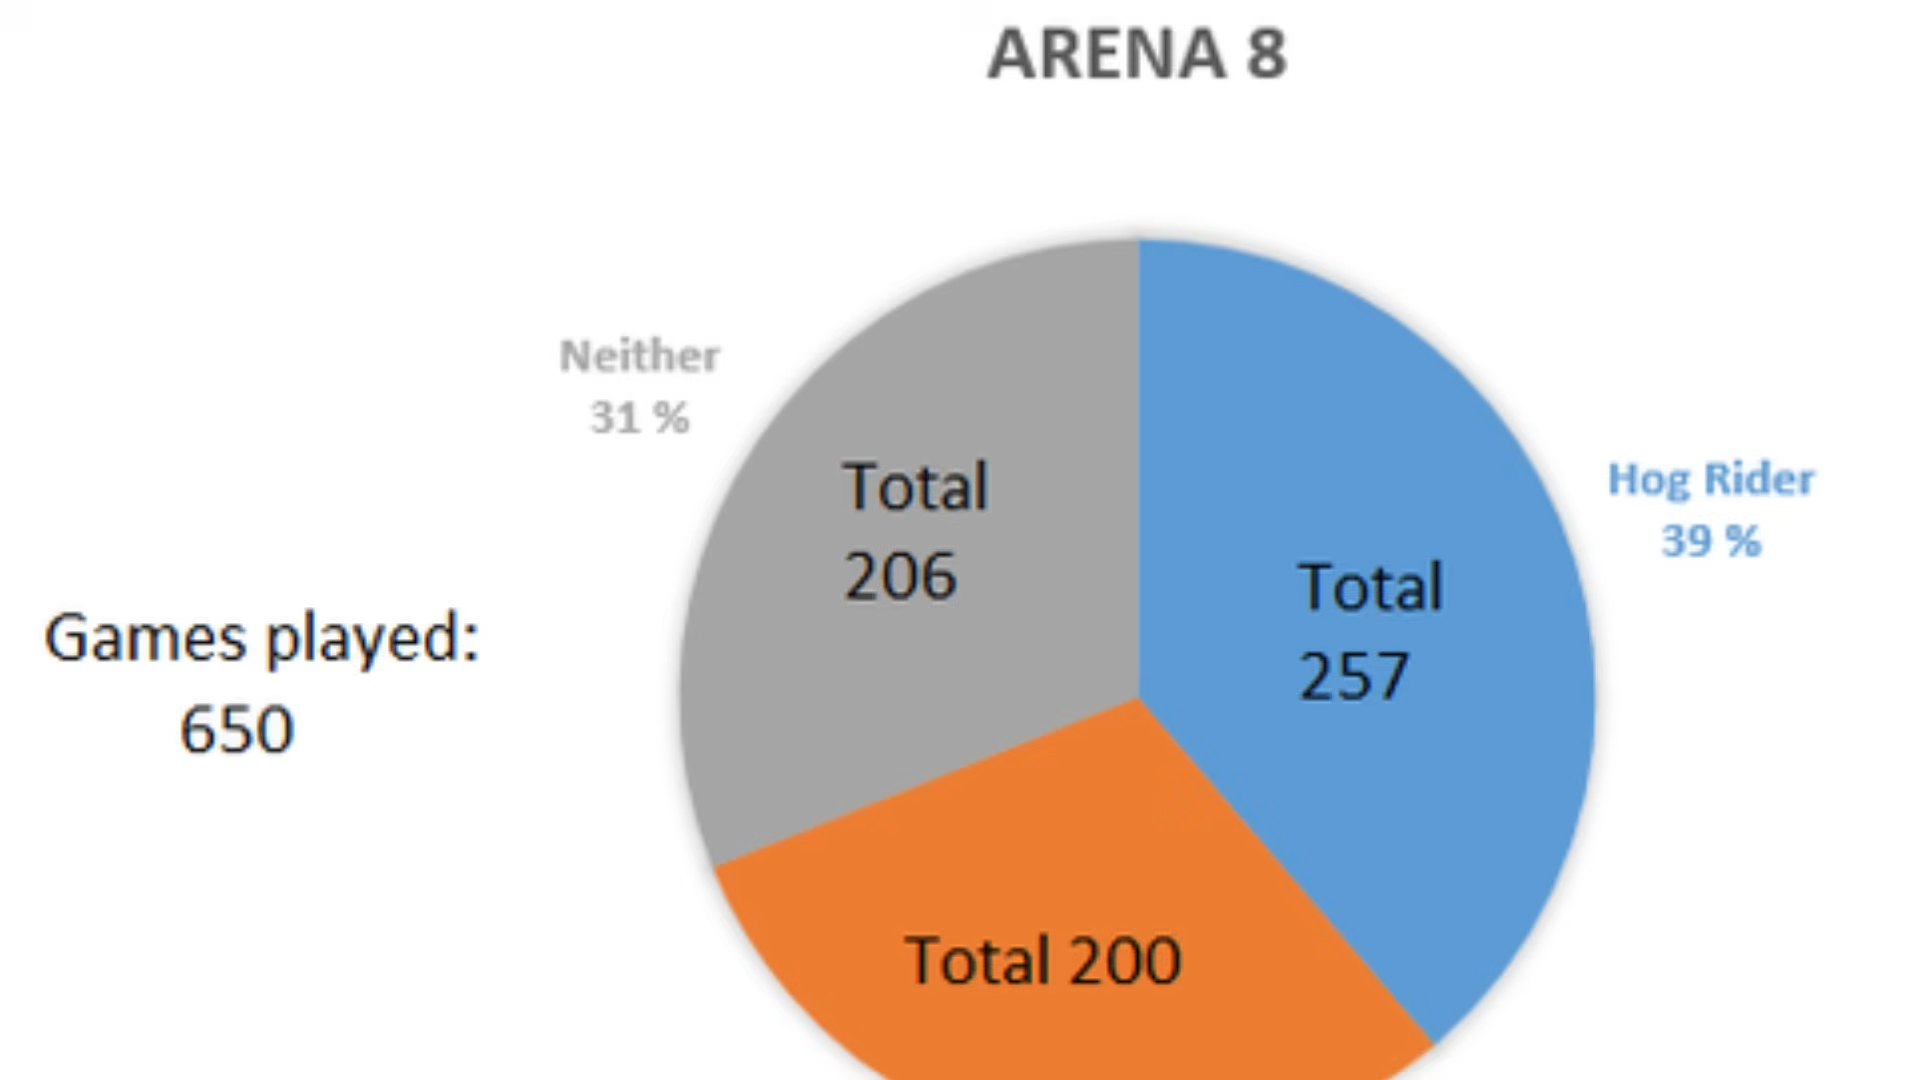 ARENA 8
Neither
31 %
Hog Rider
39 %
Total
206
Total
257
Games played:
650
Total 200